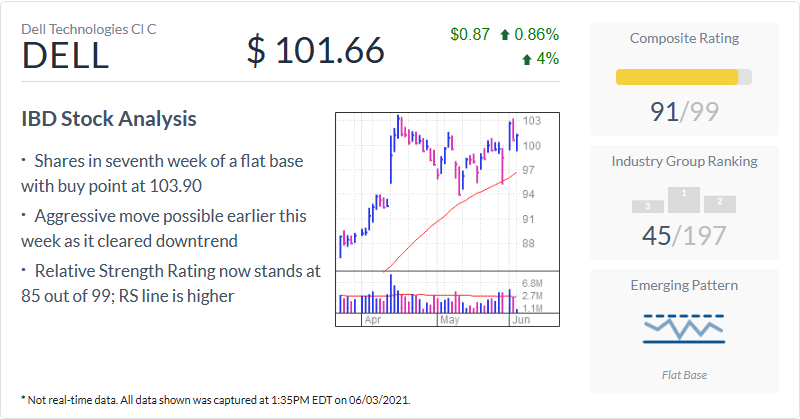 Dell Technologies Cl C
DELL
$ 101.66
$0.87 0.86%
4%
IBD Stock Analysis
• Shares in seventh week of a flat base
with buy point at 103.90
• Aggressive move possible earlier this
week as it cleared downtrend
• Relative Strength Rating now stands at
85 out of 99; RS line is higher
103
100
97
94
91
88
6.8M
2.7M
1.1M
Apr May Jun
Composite Rating
91/99
Industry Group Ranking
3 1 2
45/197
Emerging Pattern
Flat Base
* Not real-time data. All data shown was captured at 1:35PM EDT on 06/03/2021.